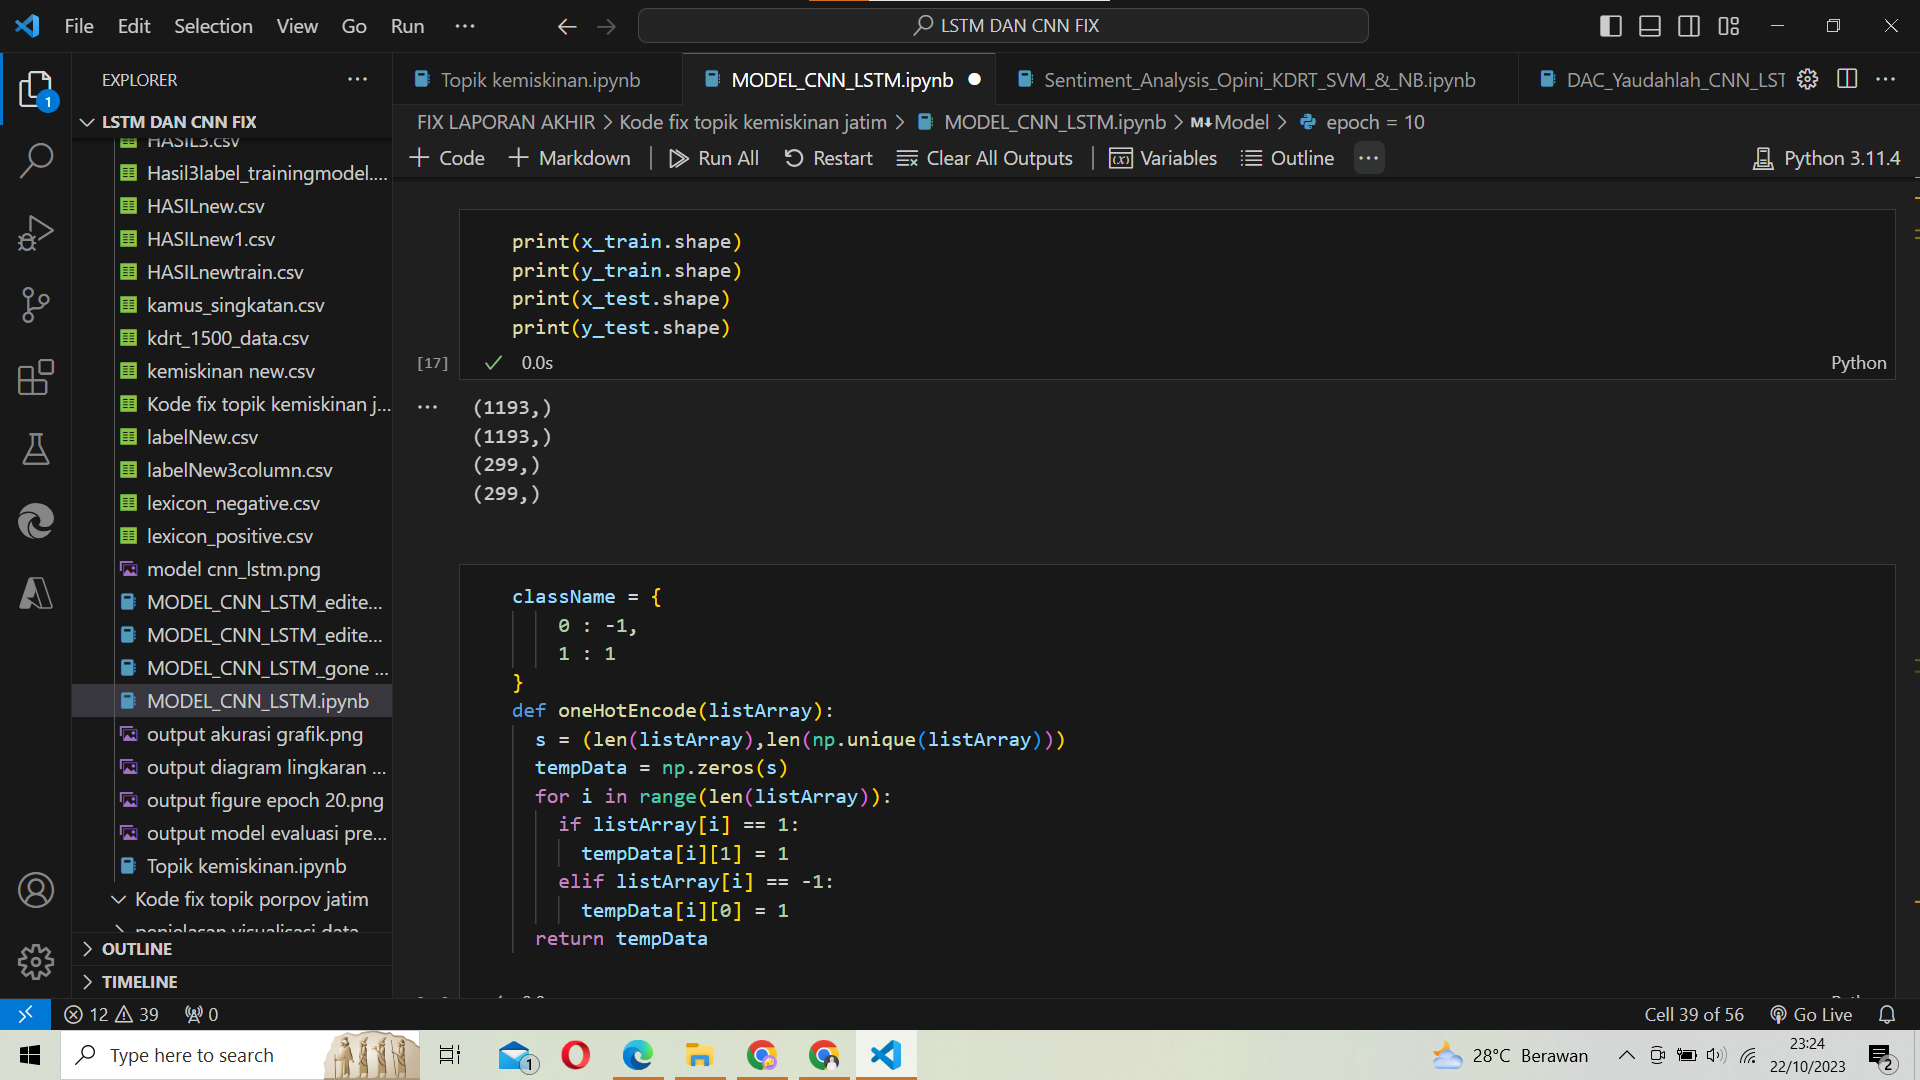 File Edit Selection View Go Run ···
LSTM DAN CNN FIX
EXPLORER
LSTM DAN CNN FIX
HASIL3.csv
Hasil3label_trainingmodel....
HASILnew.csv
HASILnew1.csv
HASILnewtrain.csv
kamus_singkatan.csv
kdrt_1500_data.csv
kemiskinan new.csv
Kode fix topik kemiskinan j...
labelNew.csv
labelNew3column.csv
lexicon_negative.csv
lexicon_positive.csv
model cnn_lstm.png
MODEL_CNN_LSTM_edite...
MODEL_CNN_LSTM_edite...
MODEL_CNN_LSTM_gone ...
MODEL_CNN_LSTM.ipynb
output akurasi grafik.png
output diagram lingkaran ...
output figure epoch 20.png
output model evaluasi pre...
Topik kemiskinan.ipynb
Kode fix topik porpov jatim
penjelasan visualisasi data
OUTLINE
TIMELINE
1
Topik kemiskinan.ipynb
MODEL_CNN_LSTM.ipynb
Sentiment_Analysis_Opini_KDRT_SVM_&_NB.ipynb
DAC_Yaudahlah_CNN_LST
FIX LAPORAN AKHIR > Kode fix topik kemiskinan jatim > MODEL_CNN_LSTM.ipynb > M↓Model > epoch = 10
+ Code + Markdown | Run All Restart Clear All Outputs | Variables Outline ··· Python 3.11.4
print(x_train.shape)
print(y_train.shape)
print(x_test.shape)
print(y_test.shape)
[17] ✓ 0.0s Python
(1193,)
(1193,)
(299,)
(299,)
className = {
0 : -1,
1 : 1
}
def oneHotEncode(listArray):
s = (len(listArray),len(np.unique(listArray)))
tempData = np.zeros(s)
for i in range(len(listArray)):
if listArray[i] == 1:
tempData[i][1] = 1
elif listArray[i] == -1:
tempData[i][0] = 1
return tempData
12 39 0 Cell 39 of 56 Go Live
Type here to search
1
28°C Berawan
23:24
22/10/2023
2